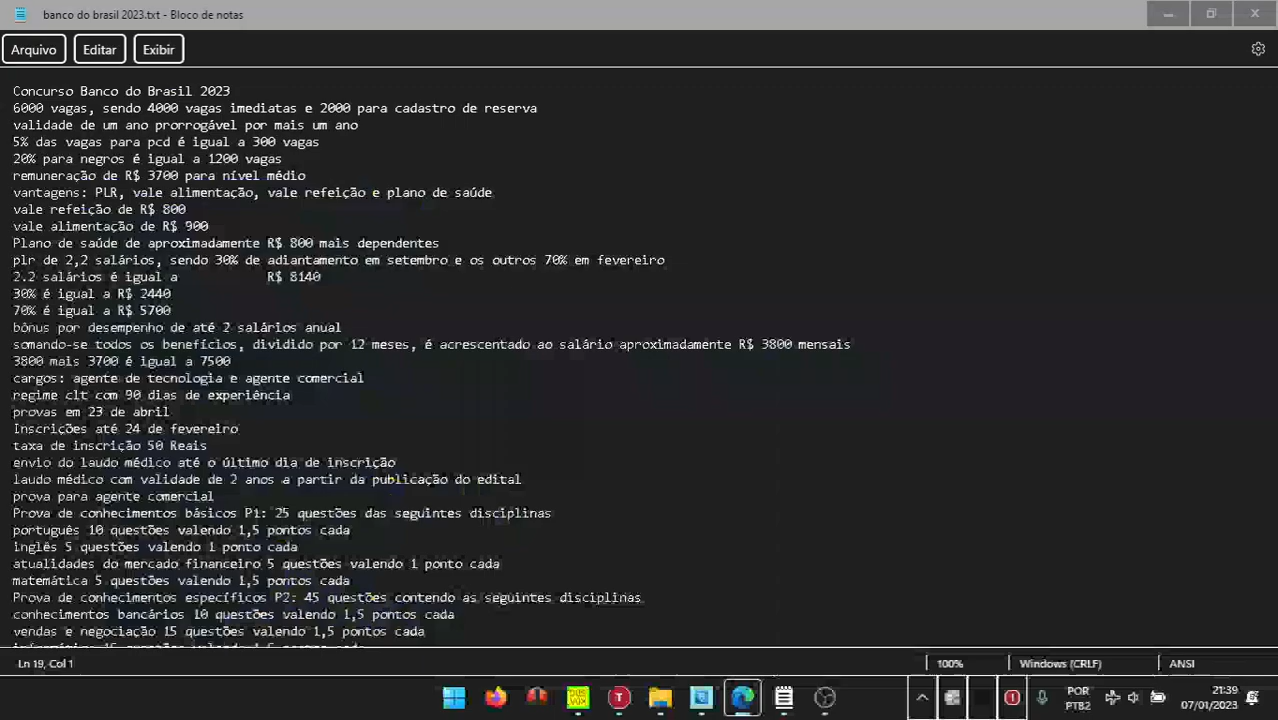 banco do brasil 2023.txt - Bloco de notas
Arquivo Editar Exibir
Concurso Banco do Brasil 2023
6000 vagas, sendo 4000 vagas imediatas e 2000 para cadastro de reserva
validade de um ano prorrogável por mais um ano
5% das vagas para pcd é igual a 300 vagas
20% para negros é igual a 1200 vagas
remuneração de R$ 3700 para nível médio
vantagens: PLR, vale alimentação, vale refeição e plano de saúde
vale refeição de R$ 800
vale alimentação de R$ 900
Plano de saúde de aproximadamente R$ 800 mais dependentes
plr de 2,2 salários, sendo 30% de adiantamento em setembro e os outros 70% em fevereiro
2.2 salários é igual a R$ 8140
30% é igual a R$ 2440
70% é igual a R$ 5700
bônus por desempenho de até 2 salários anual
somando-se todos os benefícios, dividido por 12 meses, é acrescentado ao salário aproximadamente R$ 3800 mensais
3800 mais 3700 é igual a 7500
cargos: agente de tecnologia e agente comercial
regime clt com 90 dias de experiência
provas em 23 de abril
Inscrições até 24 de fevereiro
taxa de inscrição 50 Reais
envio do laudo médico até o último dia de inscrição
laudo médico com validade de 2 anos a partir da publicação do edital
prova para agente comercial
Prova de conhecimentos básicos P1: 25 questões das seguintes disciplinas
português 10 questões valendo 1,5 pontos cada
inglês 5 questões valendo 1 ponto cada
atualidades do mercado financeiro 5 questões valendo 1 ponto cada
matemática 5 questões valendo 1,5 pontos cada
Prova de conhecimentos específicos P2: 45 questões contendo as seguintes disciplinas
conhecimentos bancários 10 questões valendo 1,5 pontos cada
vendas e negociação 15 questões valendo 1,5 pontos cada
Ln 19, Col 1 100% Windows (CRLF) ANSI
POR
PTB2
21:39
07/01/2023